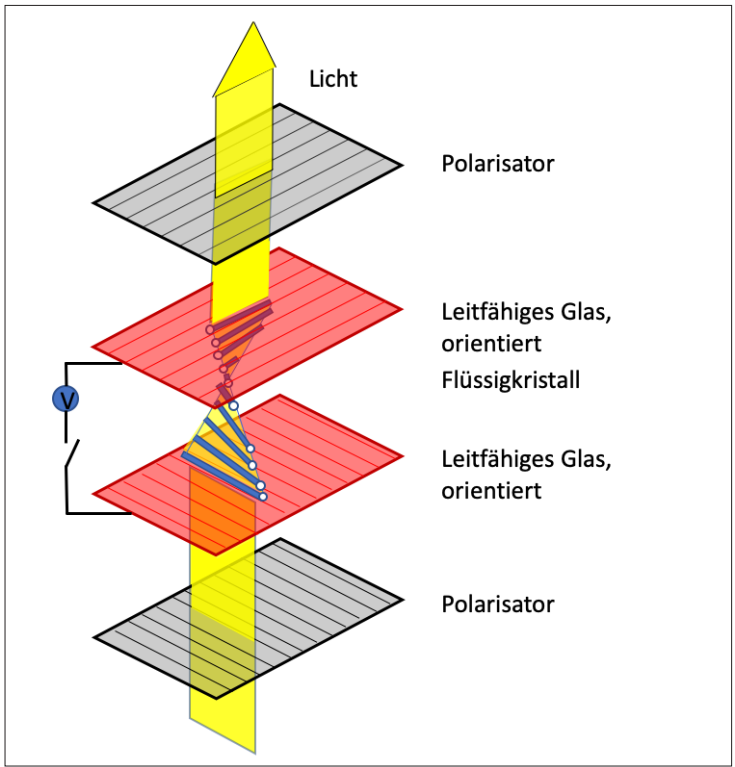 Licht
Polarisator
Leitfähiges Glas,
orientiert
Flüssigkristall
V
Leitfähiges Glas,
orientiert
Polarisator